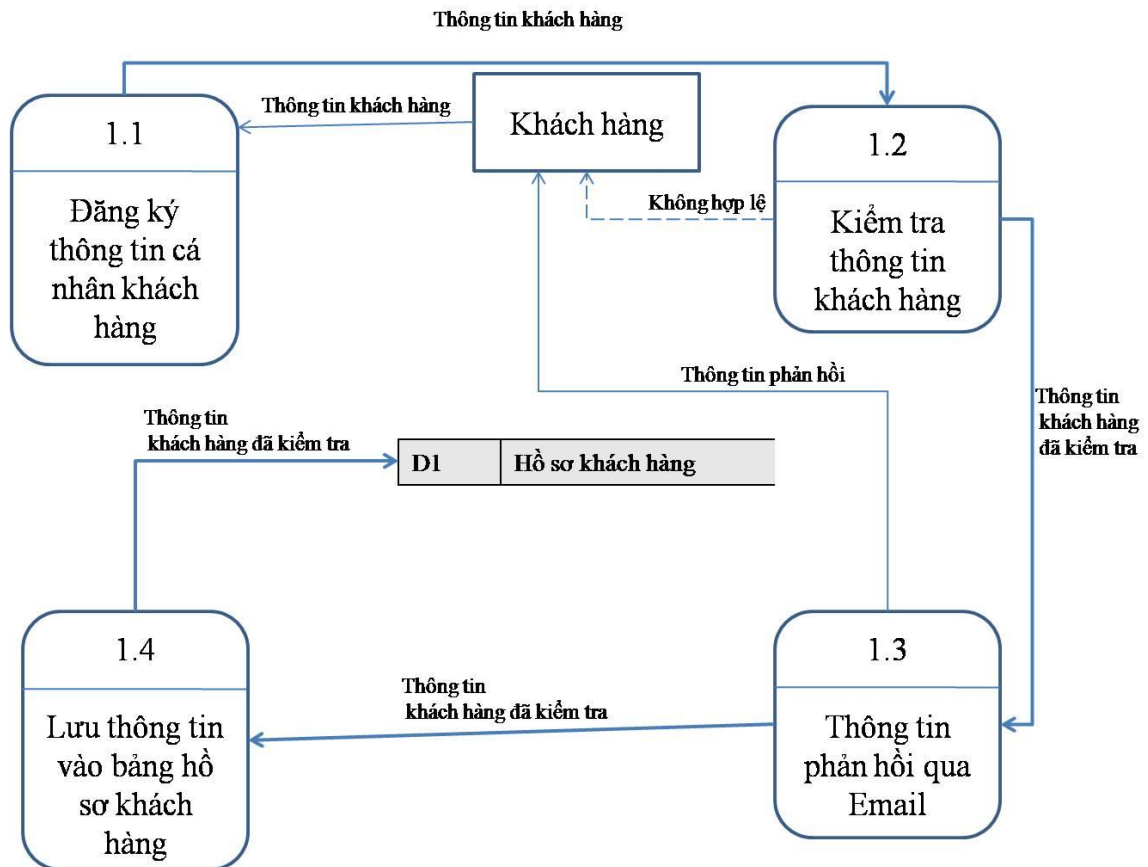 Thông tin khách hàng
1.1
Đăng ký
thông tin cá
nhân khách
hàng
Thông tin khách hàng
Khách hàng
Không hợp lệ
1.2
Kiểm tra
thông tin
khách hàng
Thông tin phản hồi
Thông tin
khách hàng
đã kiểm tra
Thông tin
khách hàng đã kiểm tra
D1 Hồ sơ khách hàng
1.4
Lưu thông tin
vào bảng hồ
sơ khách
hàng
Thông tin
khách hàng đã kiểm tra
1.3
Thông tin
phản hồi qua
Email